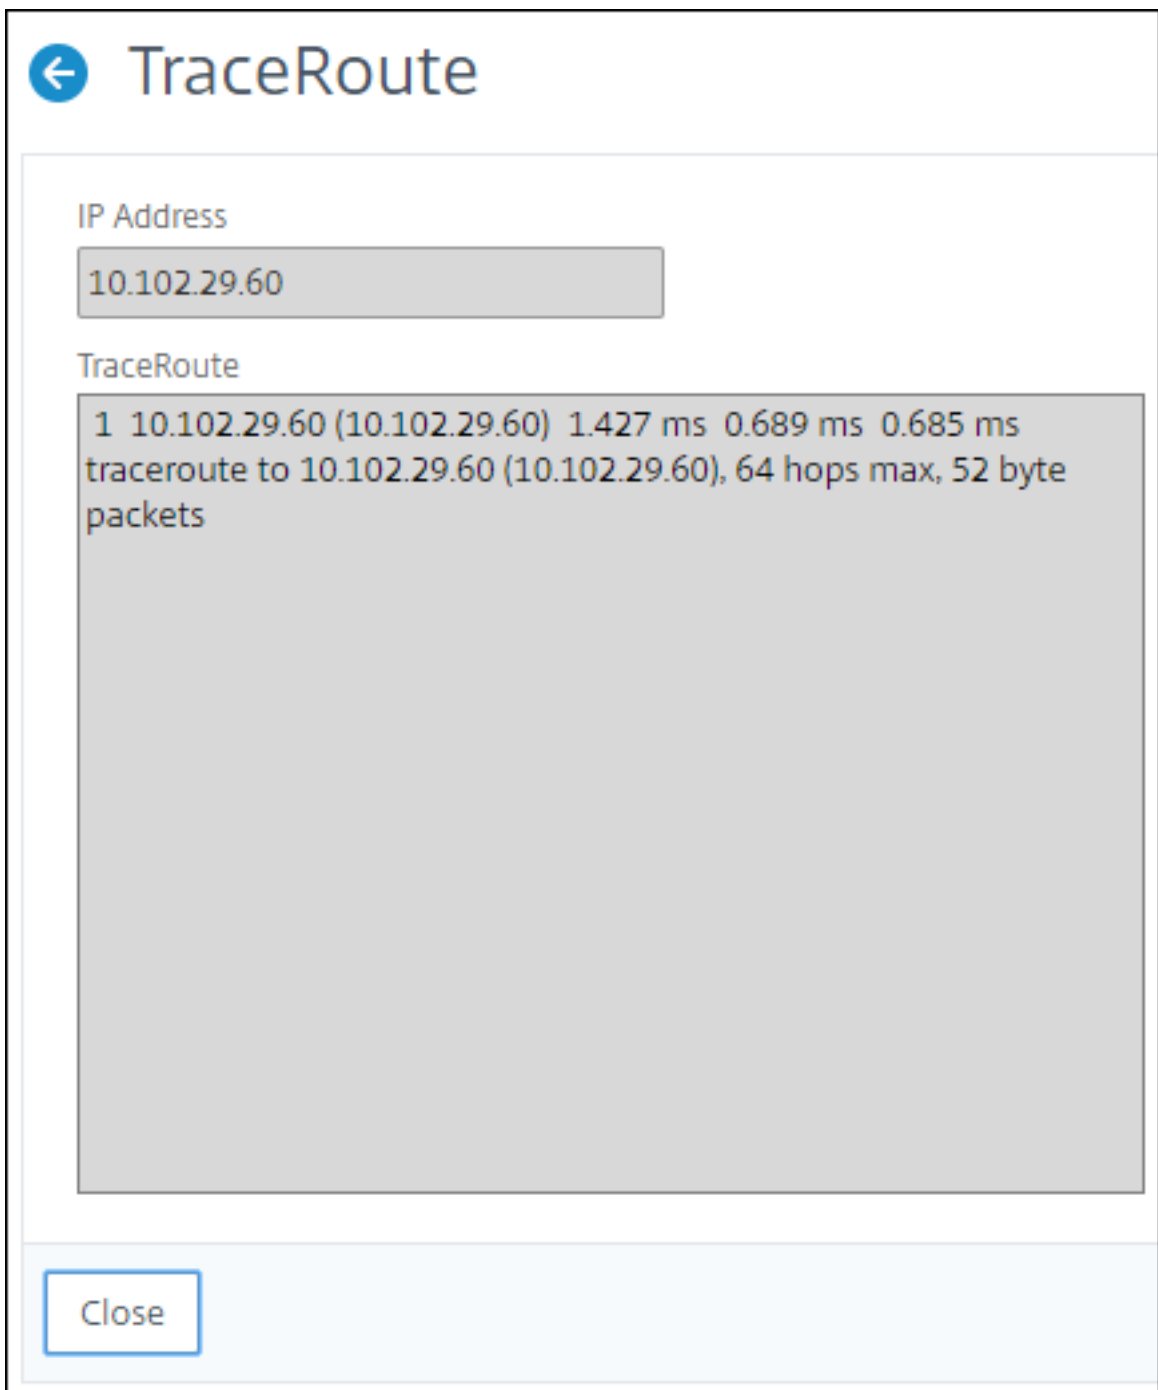 TraceRoute
IP Address
10.102.29.60
TraceRoute
1 10.102.29.60 (10.102.29.60) 1.427 ms 0.689 ms 0.685 ms
traceroute to 10.102.29.60 (10.102.29.60), 64 hops max, 52 byte
packets
Close